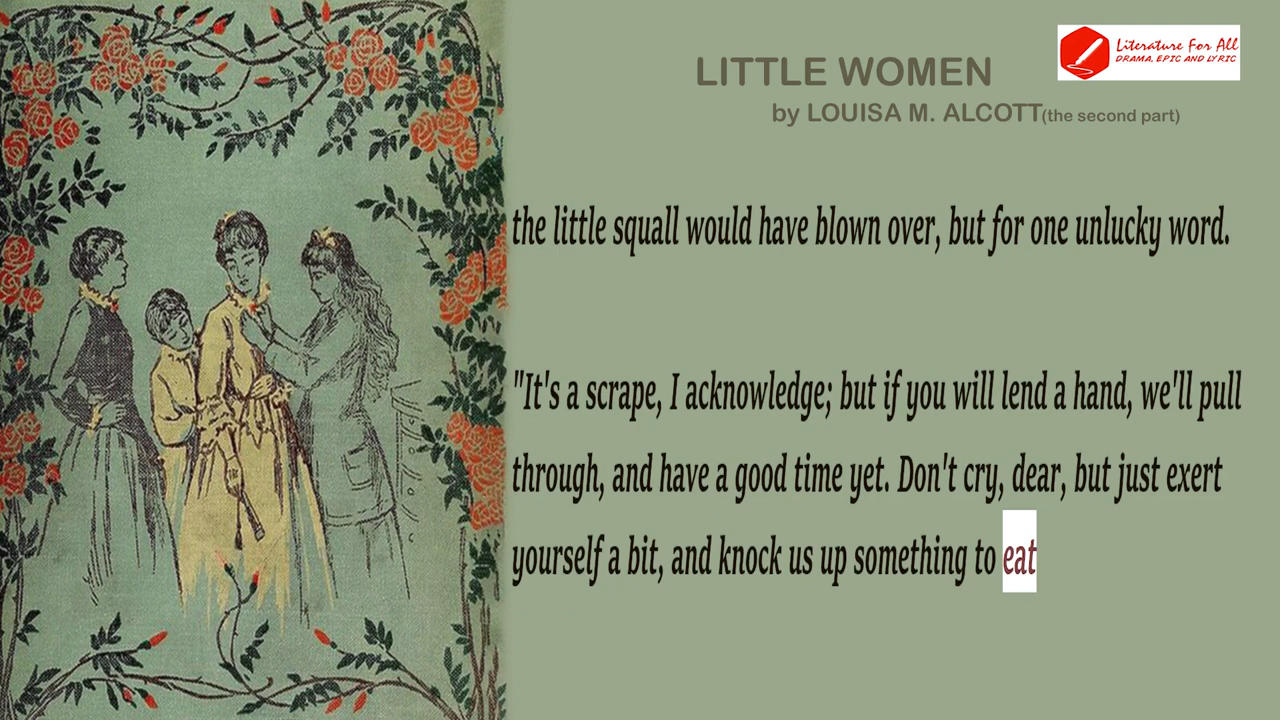 LITTLE WOMEN
by LOUISA M. ALCOTT(the second part)
Literature For All
DRAMA, EPIC AND LYRIC
the little squall would have blown over, but for one unlucky word.
"It's a scrape, I acknowledge; but if you will lend a hand, we'll pull
through, and have a good time yet. Don't cry, dear, but just exert
yourself a bit, and knock us up something to eat